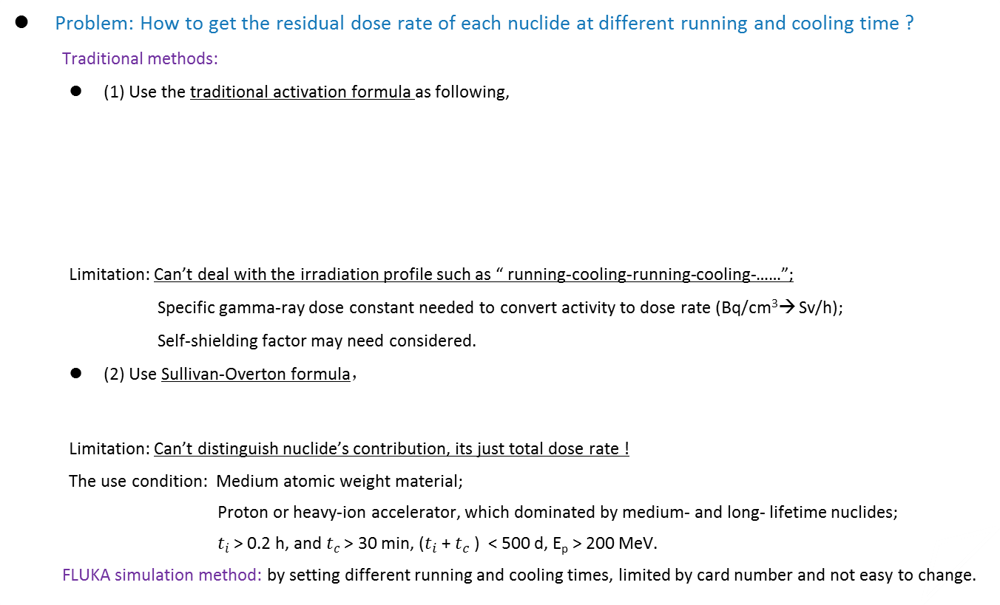 ● Problem: How to get the residual dose rate of each nuclide at different running and cooling time ?
Traditional methods:
● (1) Use the traditional activation formula as following,
Limitation: Can’t deal with the irradiation profile such as “ running-cooling-running-cooling-……”;
Specific gamma-ray dose constant needed to convert activity to dose rate (Bq/cm³→ Sv/h);
Self-shielding factor may need considered.
● (2) Use Sullivan-Overton formula，
Limitation: Can’t distinguish nuclide’s contribution, its just total dose rate !
The use condition: Medium atomic weight material;
Proton or heavy-ion accelerator, which dominated by medium- and long- lifetime nuclides;
tᵢ > 0.2 h, and t_c > 30 min, (tᵢ + t_c ) < 500 d, Eₚ > 200 MeV.
FLUKA simulation method: by setting different running and cooling times, limited by card number and not easy to change.